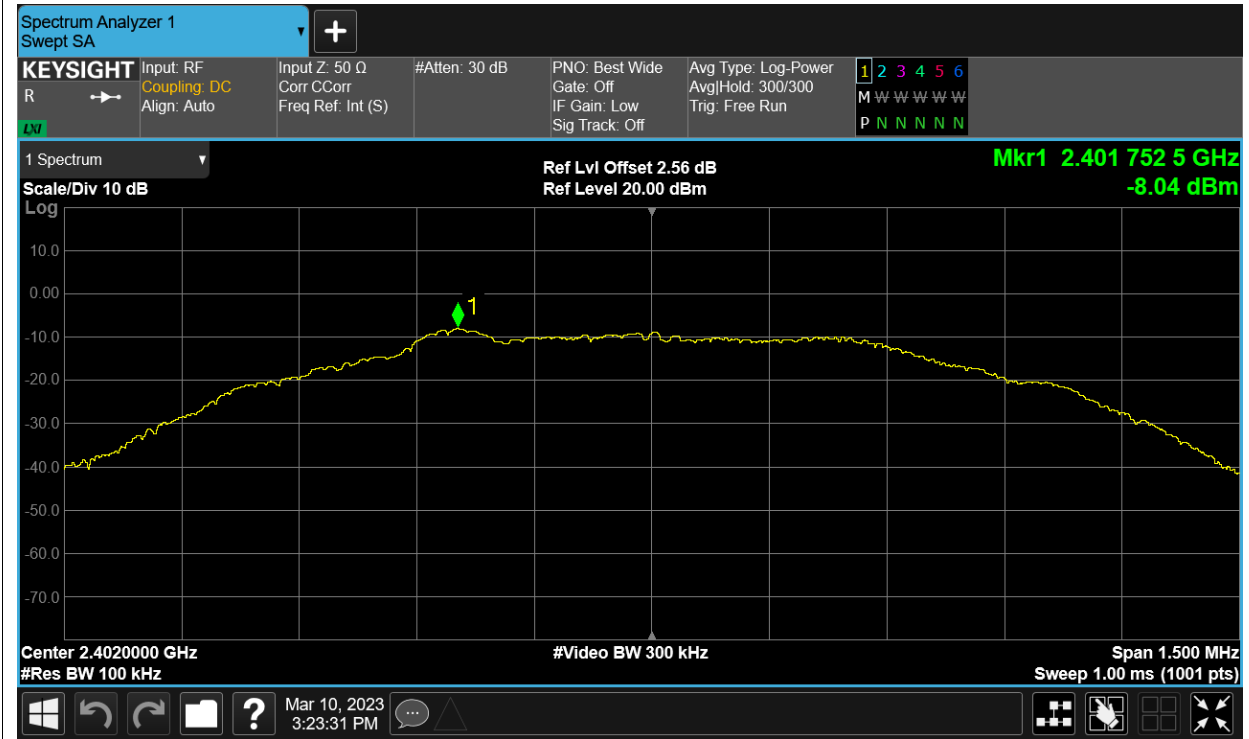 Spectrum Analyzer 1
Swept SA
KEYSIGHT
R
LXI
Input: RF
Coupling: DC
Align: Auto
Input Z: 50 Ω
Corr CCorr
Freq Ref: Int (S)
#Atten: 30 dB
PNO: Best Wide
Gate: Off
IF Gain: Low
Sig Track: Off
Avg Type: Log-Power
Avg|Hold: 300/300
Trig: Free Run
1 2 3 4 5 6
M W W W W W
P N N N N N
1 Spectrum
Scale/Div 10 dB
Log
Ref Lvl Offset 2.56 dB
Ref Level 20.00 dBm
Mkr1 2.401 752 5 GHz
-8.04 dBm
10.0
0.00
1
-10.0
-20.0
-30.0
-40.0
-50.0
-60.0
-70.0
Center 2.4020000 GHz
#Res BW 100 kHz
#Video BW 300 kHz
Span 1.500 MHz
Sweep 1.00 ms (1001 pts)
?
Mar 10, 2023
3:23:31 PM